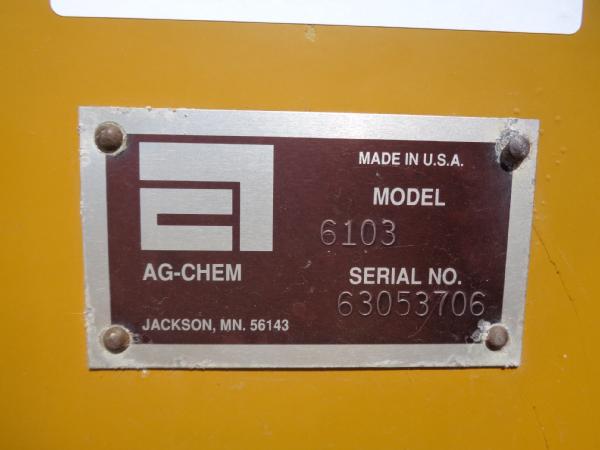 MADE IN U.S.A.
MODEL
6103
AG-CHEM
SERIAL NO.
63053706
JACKSON, MN. 56143